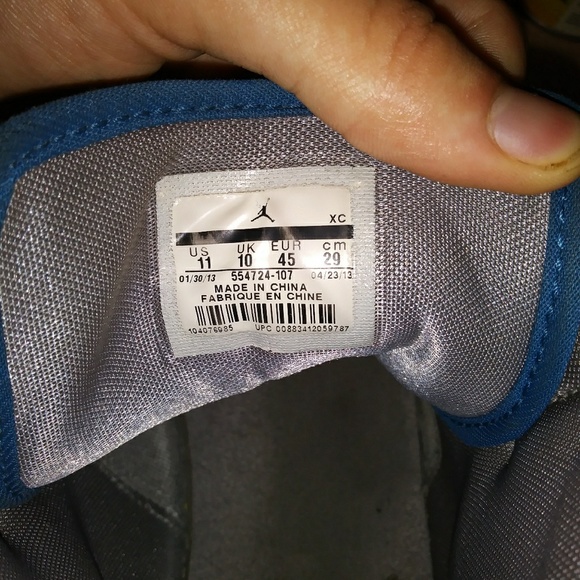 XC
US UK EUR cm
11 10 45 29
01/30/13 554724-107 04/23/13
MADE IN CHINA
FABRIQUE EN CHINE
104076985 UPC 00883412059787